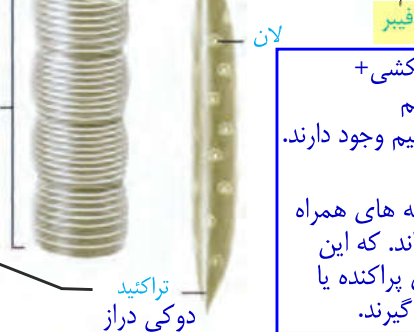 فیبر
لان
کشی+
م
یم وجود دارند.
ه های همراه
اند. که این
پراکنده یا
گیرند.
تراکئید
دوکی دراز